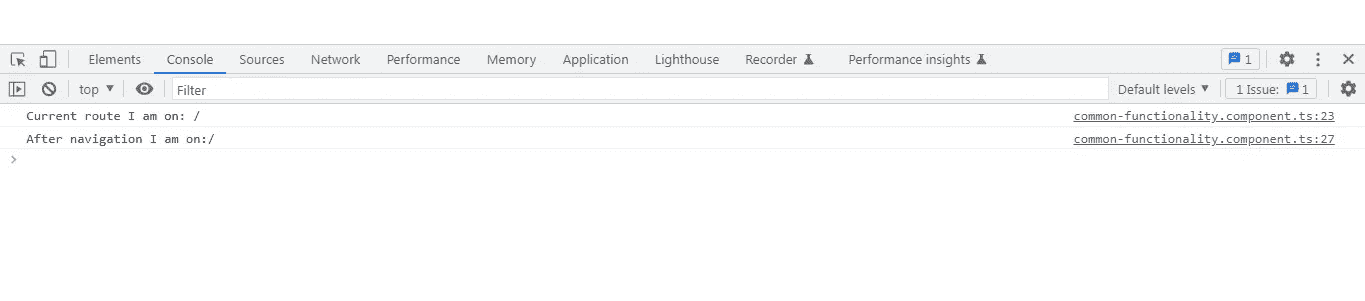 Elements Console Sources Network Performance Memory Application Lighthouse Recorder Performance insights 1
top Filter Default levels 1 Issue: 1
Current route I am on: / common-functionality.component.ts:23
After navigation I am on:/ common-functionality.component.ts:27